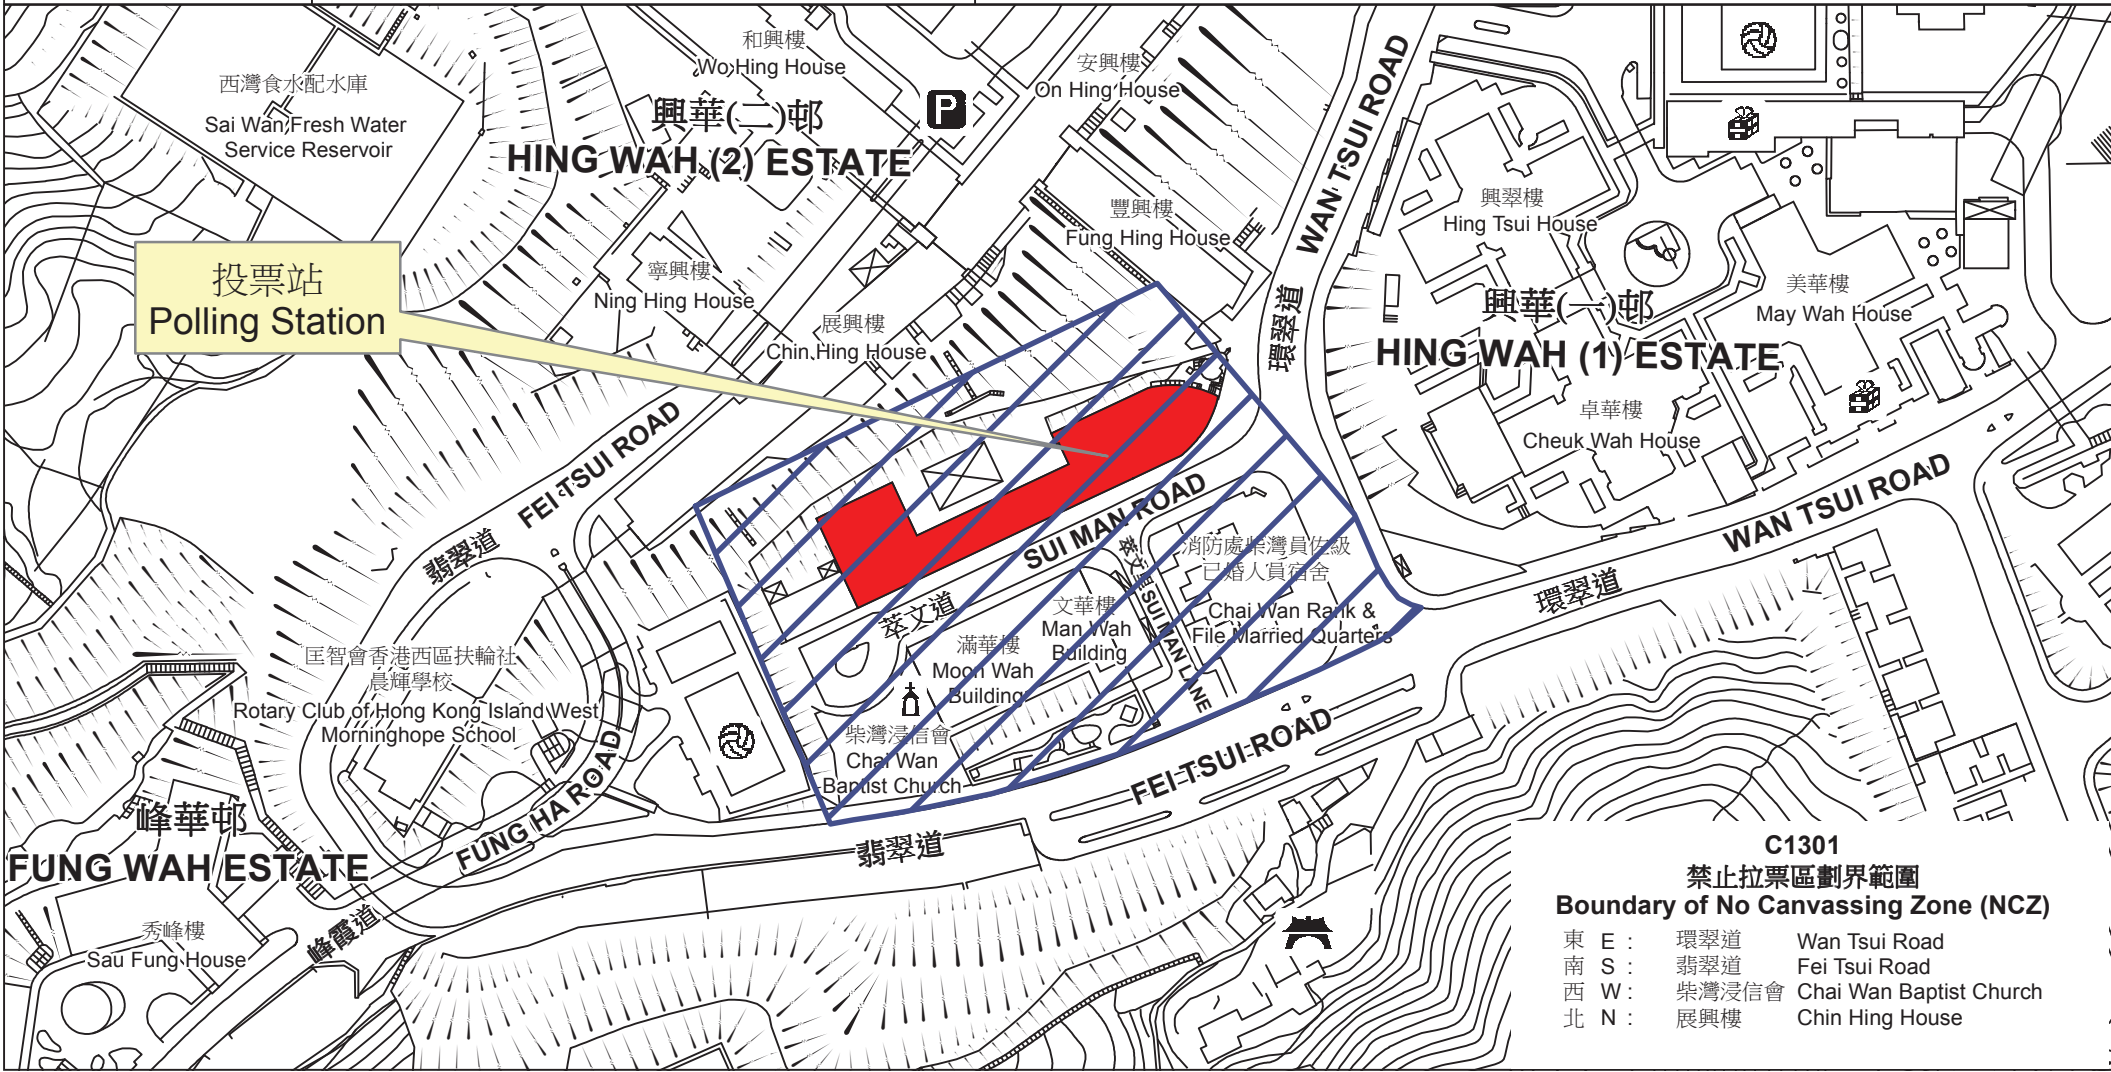 和興樓
Wo Hing House
安興樓
On Hing House
西灣食水配水庫
Sai Wan Fresh Water
Service Reservoir
興華(二)邨
HING WAH (2) ESTATE
P
WAN TSUI ROAD
興翠樓
Hing Tsui House
豐興樓
Fung Hing House
投票站
Polling Station
寧興樓
Ning Hing House
展興樓
Chin Hing House
環翠道
興華(一)邨
HING WAH (1) ESTATE
美華樓
May Wah House
卓華樓
Cheuk Wah House
FEI TSUI ROAD
翡翠道
SUI MAN ROAD
萃文道
WAN TSUI ROAD
環翠道
消防處柴灣員佐級
已婚人員宿舍
Chai Wan Rank &
File Married Quarters
萃文里 SUI MAN LANE
文華樓
Man Wah
Building
滿華樓
Moon Wah
Building
匡智會香港西區扶輪社
晨輝學校
Rotary Club of Hong Kong Island West
Morninghope School
柴灣浸信會
Chai Wan
Baptist Church
FEI TSUI ROAD
翡翠道
FUNG HA ROAD
峰霞道
峰華邨
FUNG WAH ESTATE
秀峰樓
Sau Fung House
C1301
禁止拉票區劃界範圍
Boundary of No Canvassing Zone (NCZ)
東 E : 環翠道 Wan Tsui Road
南 S : 翡翠道 Fei Tsui Road
西 W : 柴灣浸信會 Chai Wan Baptist Church
北 N : 展興樓 Chin Hing House